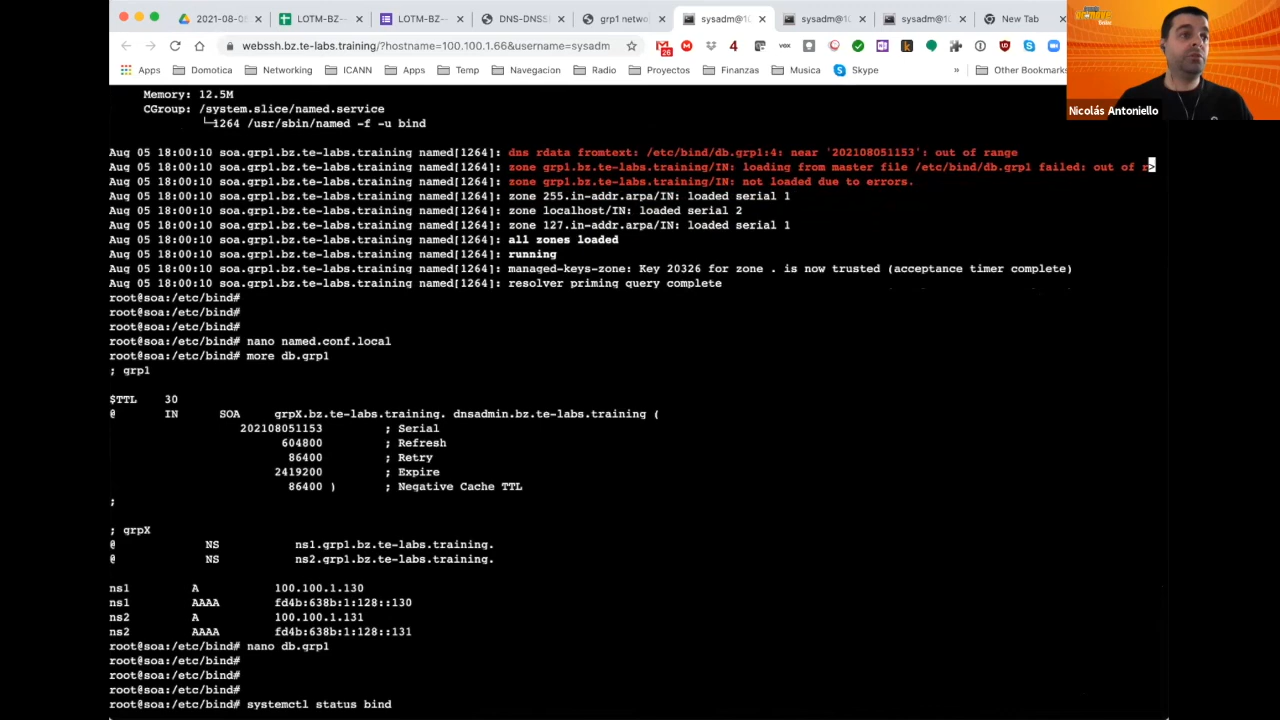 2021-08-05
LOTM-BZ--
LOTM-BZ--
DNS-DNSS
grp1 netwo
sysadm@10
sysadm@10
sysadm@10
New Tab
webssh.bz.te-labs.training/?hostname=100.100.1.66&username=sysadm
26
4
vox
Apps
Domotica
Networking
ICANN
Apps
Temp
Navegacion
Radio
Proyectos
Finanzas
Musica
Skype
»
Other Bookmarks
Nicolás Antoniello
Memory: 12.5M
CGroup: /system.slice/named.service
└─1264 /usr/sbin/named -f -u bind
Aug 05 18:00:10 soa.grp1.bz.te-labs.training named[1264]: dns rdata fromtext: /etc/bind/db.grp1:4: near '202108051153': out of range
Aug 05 18:00:10 soa.grp1.bz.te-labs.training named[1264]: zone grp1.bz.te-labs.training/IN: loading from master file /etc/bind/db.grp1 failed: out of r>
Aug 05 18:00:10 soa.grp1.bz.te-labs.training named[1264]: zone grp1.bz.te-labs.training/IN: not loaded due to errors.
Aug 05 18:00:10 soa.grp1.bz.te-labs.training named[1264]: zone 255.in-addr.arpa/IN: loaded serial 1
Aug 05 18:00:10 soa.grp1.bz.te-labs.training named[1264]: zone localhost/IN: loaded serial 2
Aug 05 18:00:10 soa.grp1.bz.te-labs.training named[1264]: zone 127.in-addr.arpa/IN: loaded serial 1
Aug 05 18:00:10 soa.grp1.bz.te-labs.training named[1264]: all zones loaded
Aug 05 18:00:10 soa.grp1.bz.te-labs.training named[1264]: running
Aug 05 18:00:10 soa.grp1.bz.te-labs.training named[1264]: managed-keys-zone: Key 20326 for zone . is now trusted (acceptance timer complete)
Aug 05 18:00:10 soa.grp1.bz.te-labs.training named[1264]: resolver priming query complete
root@soa:/etc/bind#
root@soa:/etc/bind#
root@soa:/etc/bind#
root@soa:/etc/bind# nano named.conf.local
root@soa:/etc/bind# more db.grp1
; grp1
$TTL 30
@ IN SOA grpX.bz.te-labs.training. dnsadmin.bz.te-labs.training (
202108051153 ; Serial
604800 ; Refresh
86400 ; Retry
2419200 ; Expire
86400 ) ; Negative Cache TTL
;
; grpX
@ NS ns1.grp1.bz.te-labs.training.
@ NS ns2.grp1.bz.te-labs.training.
ns1 A 100.100.1.130
ns1 AAAA fd4b:638b:1:128::130
ns2 A 100.100.1.131
ns2 AAAA fd4b:638b:1:128::131
root@soa:/etc/bind# nano db.grp1
root@soa:/etc/bind#
root@soa:/etc/bind#
root@soa:/etc/bind#
root@soa:/etc/bind# systemctl status bind